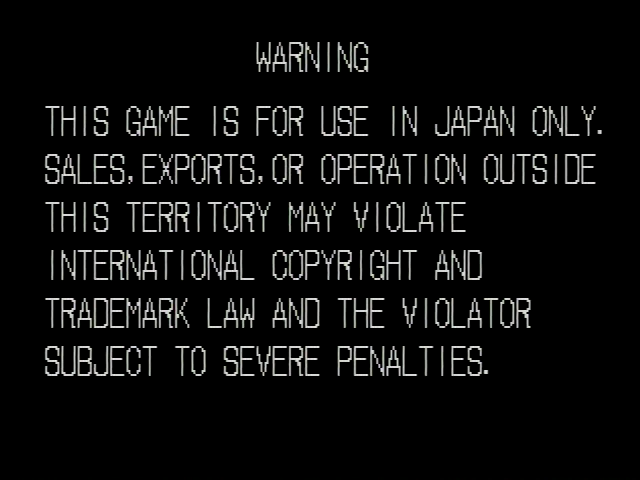 WARNING
THIS GAME IS FOR USE IN JAPAN ONLY.
SALES,EXPORTS,OR OPERATION OUTSIDE
THIS TERRITORY MAY VIOLATE
INTERNATIONAL COPYRIGHT AND
TRADEMARK LAW AND THE VIOLATOR
SUBJECT TO SEVERE PENALTIES.